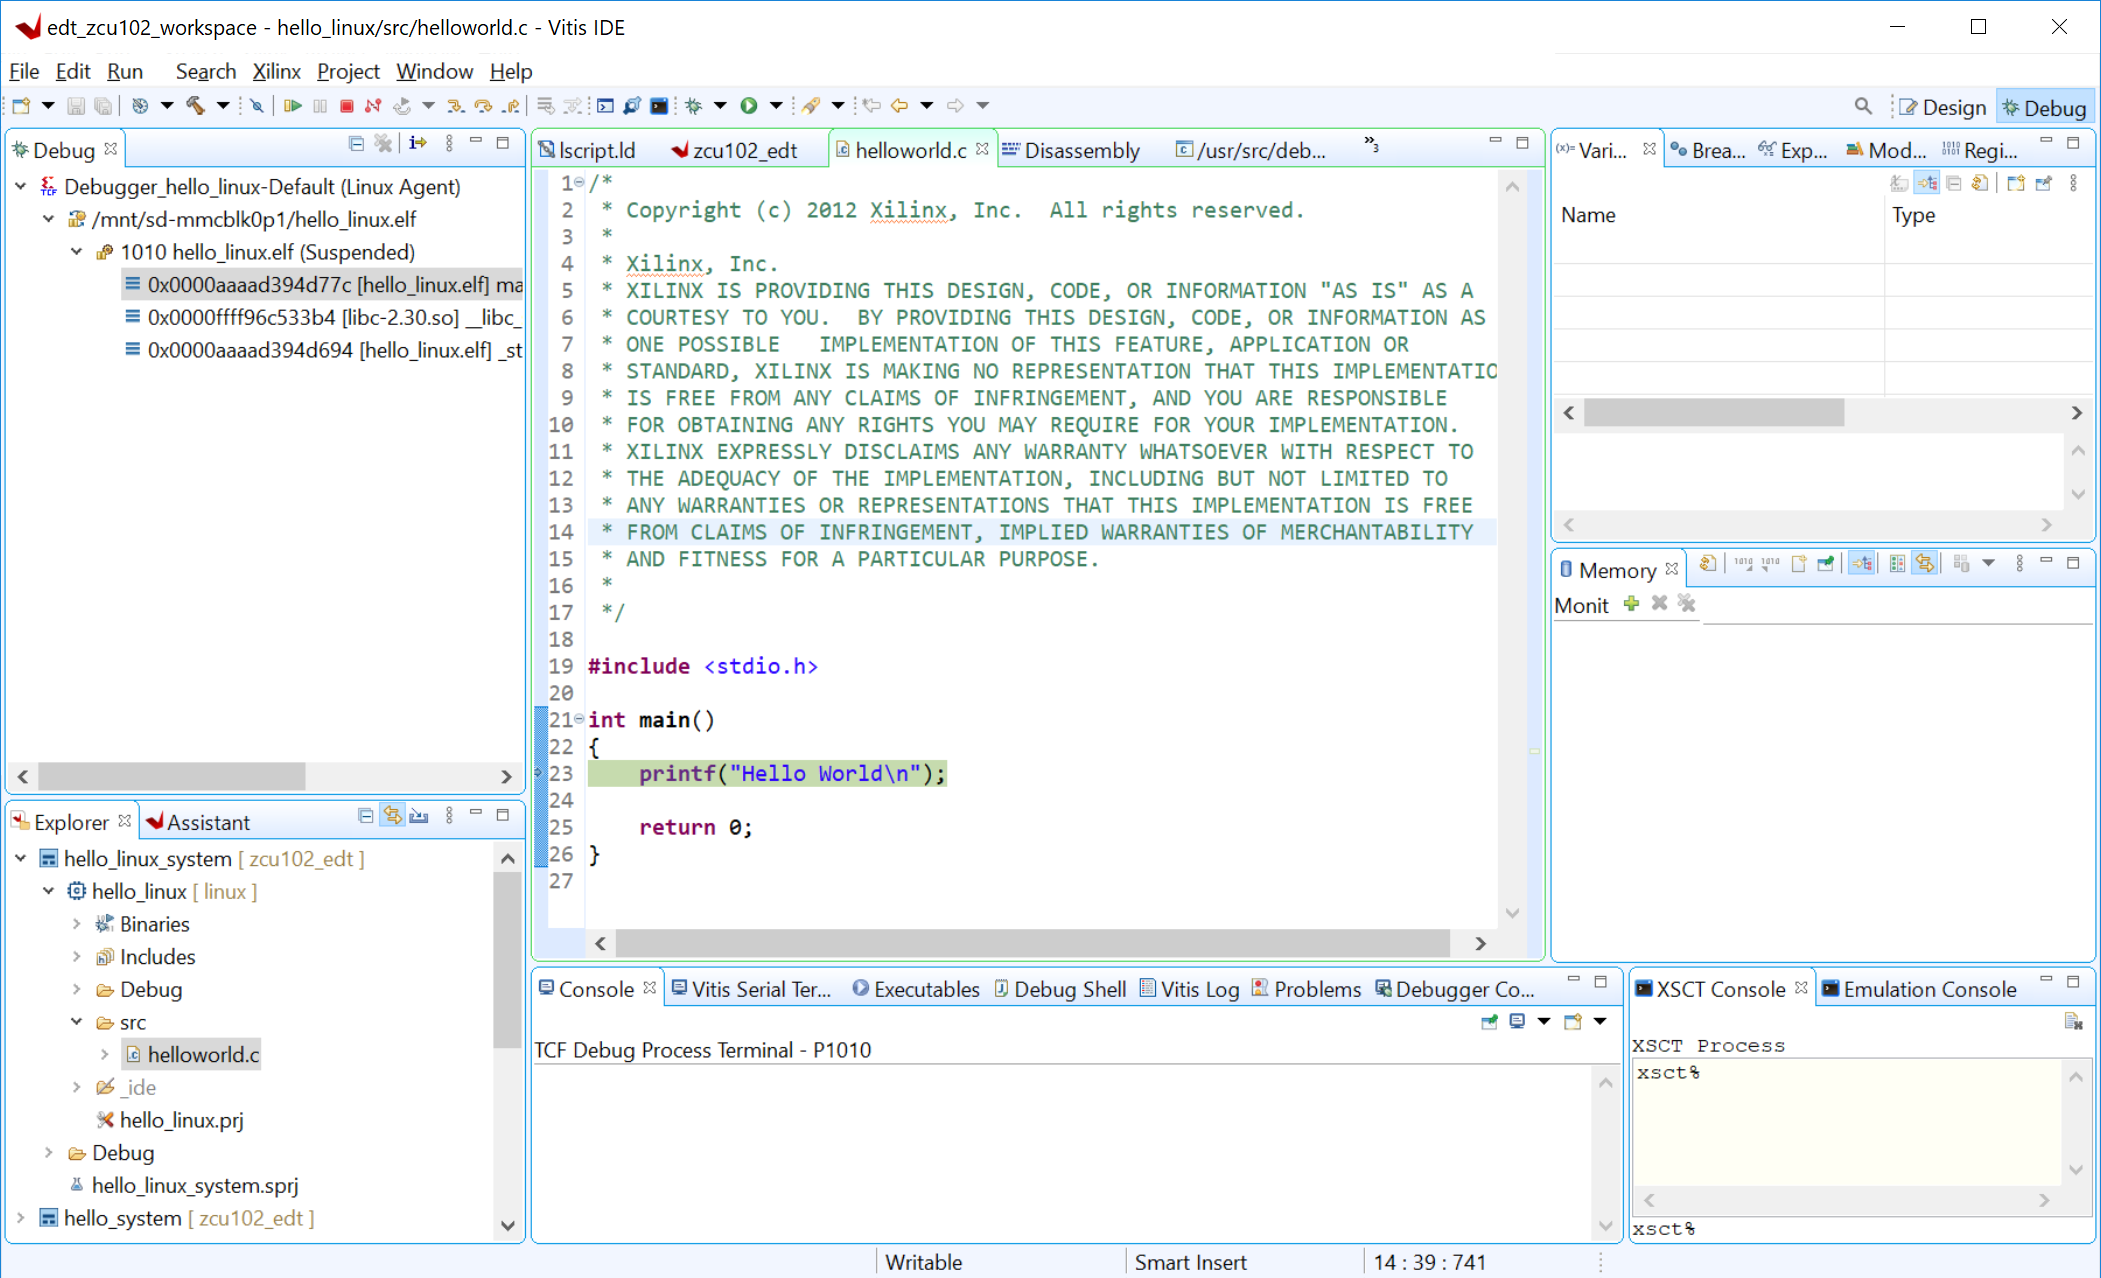 edt_zcu102_workspace - hello_linux/src/helloworld.c - Vitis IDE
File Edit Run Search Xilinx Project Window Help
Design Debug
Debug
Debugger_hello_linux-Default (Linux Agent)
/mnt/sd-mmcblk0p1/hello_linux.elf
1010 hello_linux.elf (Suspended)
0x0000aaaad394d77c [hello_linux.elf] ma
0x0000ffff96c533b4 [libc-2.30.so] __libc_
0x0000aaaad394d694 [hello_linux.elf] _st
Explorer Assistant
hello_linux_system [ zcu102_edt ]
hello_linux [ linux ]
Binaries
Includes
Debug
src
helloworld.c
_ide
hello_linux.prj
Debug
hello_linux_system.sprj
hello_system [ zcu102_edt ]
lscript.ld zcu102_edt helloworld.c Disassembly /usr/src/deb... »3
1 /*
2  * Copyright (c) 2012 Xilinx, Inc.  All rights reserved.
3  *
4  * Xilinx, Inc.
5  * XILINX IS PROVIDING THIS DESIGN, CODE, OR INFORMATION "AS IS" AS A
6  * COURTESY TO YOU.  BY PROVIDING THIS DESIGN, CODE, OR INFORMATION AS
7  * ONE POSSIBLE   IMPLEMENTATION OF THIS FEATURE, APPLICATION OR
8  * STANDARD, XILINX IS MAKING NO REPRESENTATION THAT THIS IMPLEMENTATIO
9  * IS FREE FROM ANY CLAIMS OF INFRINGEMENT, AND YOU ARE RESPONSIBLE
10  * FOR OBTAINING ANY RIGHTS YOU MAY REQUIRE FOR YOUR IMPLEMENTATION.
11  * XILINX EXPRESSLY DISCLAIMS ANY WARRANTY WHATSOEVER WITH RESPECT TO
12  * THE ADEQUACY OF THE IMPLEMENTATION, INCLUDING BUT NOT LIMITED TO
13  * ANY WARRANTIES OR REPRESENTATIONS THAT THIS IMPLEMENTATION IS FREE
14  * FROM CLAIMS OF INFRINGEMENT, IMPLIED WARRANTIES OF MERCHANTABILITY
15  * AND FITNESS FOR A PARTICULAR PURPOSE.
16  *
17  */
18
19 #include <stdio.h>
20
21 int main()
22 {
23     printf("Hello World\n");
24
25     return 0;
26 }
27
Vari... Brea... Exp... Mod... Regi...
Name Type
Memory
Monit
Console Vitis Serial Ter... Executables Debug Shell Vitis Log Problems Debugger Co...
TCF Debug Process Terminal - P1010
XSCT Console Emulation Console
XSCT Process
xsct%
xsct%
Writable Smart Insert 14 : 39 : 741